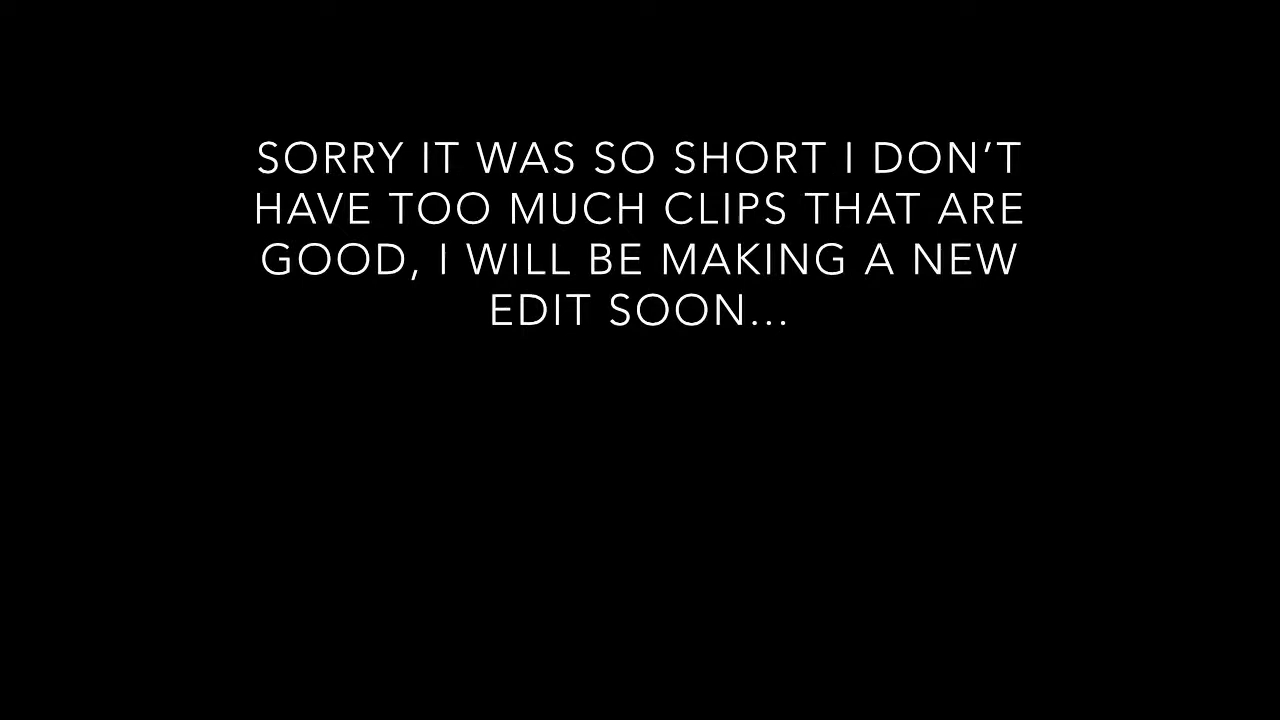 SORRY IT WAS SO SHORT I DON’T
HAVE TOO MUCH CLIPS THAT ARE
GOOD, I WILL BE MAKING A NEW
EDIT SOON...